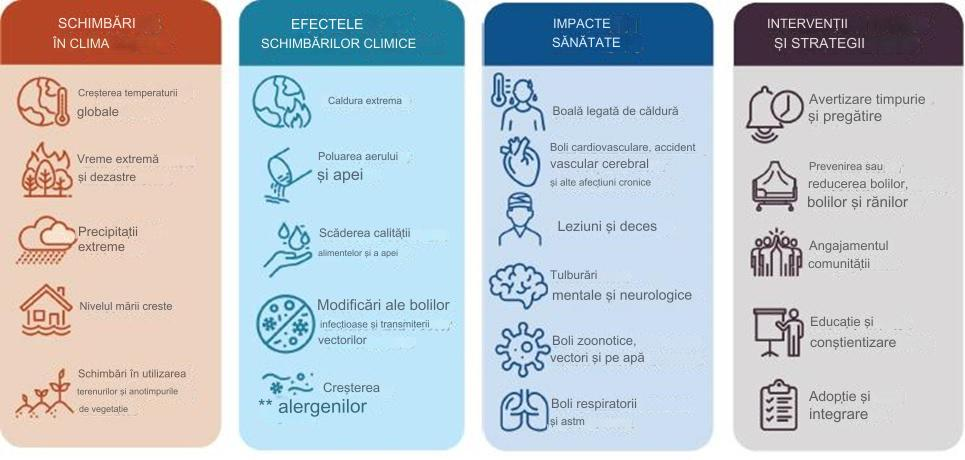 SCHIMBĂRI
ÎN CLIMA
Creșterea temperaturii
globale
Vreme extremă
și dezastre
Precipitații
extreme
Nivelul mării creste
Schimbări în utilizarea
terenurilor și anotimpurile
de vegetație
EFECTELE
SCHIMBĂRILOR CLIMICE
Caldura extrema
Poluarea aerului
și apei
Scăderea calității
alimentelor și a apei
Modificări ale bolilor
infecțioase și transmiterii
vectorilor
Creșterea
** alergenilor
IMPACTE
SĂNĂTATE
Boală legată de căldură
Boli cardiovasculare, accident
vascular cerebral
și alte afecțiuni cronice
Leziuni și deces
Tulburări
mentale și neurologice
Boli zoonotice,
vectori și pe apă
Boli respiratorii
și astm
INTERVENȚII
ȘI STRATEGII
Avertizare timpurie
și pregătire
Prevenirea sau
reducerea bolilor,
bolilor și rănilor
Angajamentul
comunității
Educație și
conștientizare
Adopție și
integrare